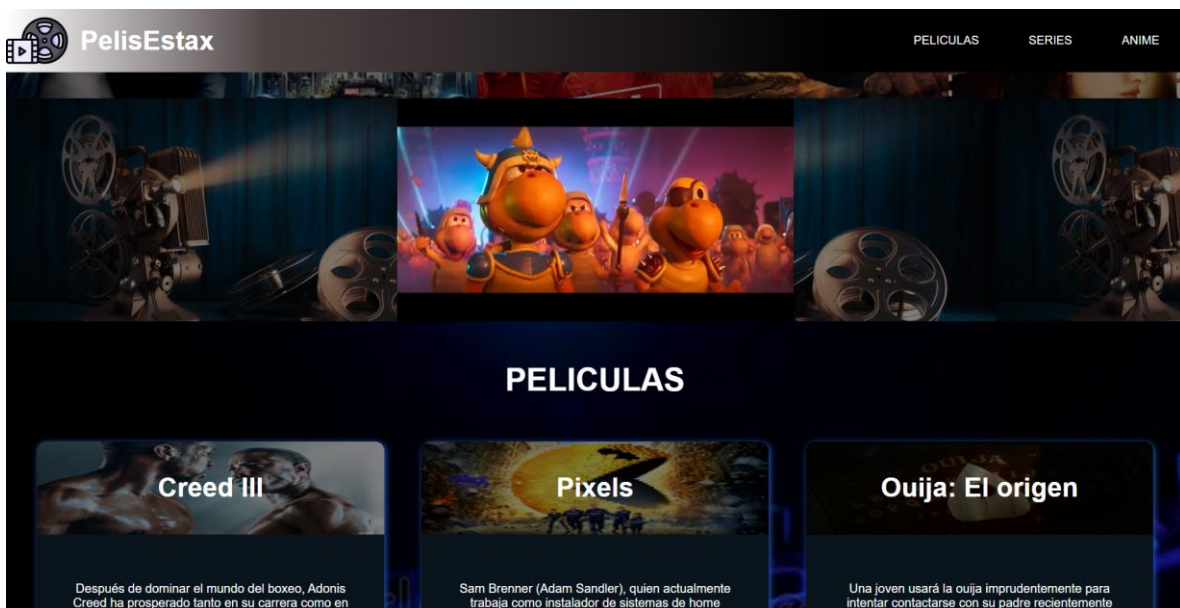 PelisEstax
PELICULAS SERIES ANIME
PELICULAS
Creed III
Pixels
OUIJA
Ouija: El origen
Después de dominar el mundo del boxeo, Adonis
Creed ha prosperado tanto en su carrera como en
Sam Brenner (Adam Sandler), quien actualmente
trabaja como instalador de sistemas de home
Una joven usará la ouija imprudentemente para
intentar contactarse con su padre recientemente